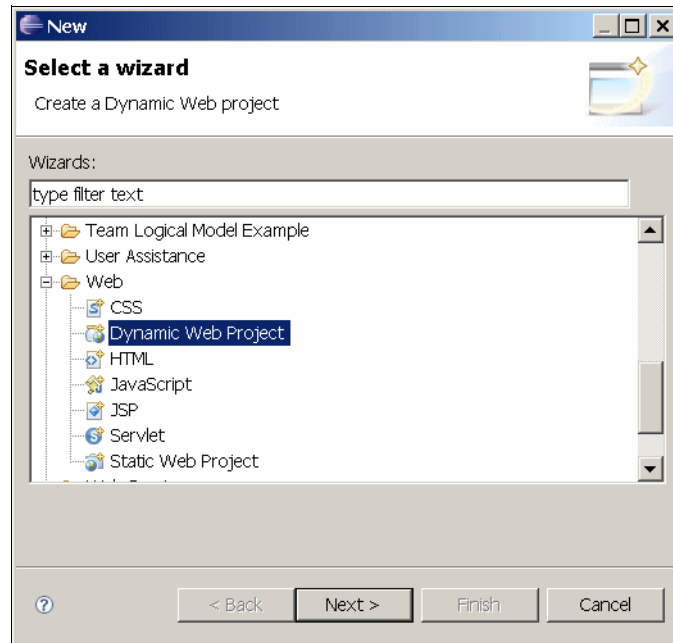 New
Select a wizard
Create a Dynamic Web project
Wizards:
type filter text
Team Logical Model Example
User Assistance
Web
CSS
Dynamic Web Project
HTML
JavaScript
JSP
Servlet
Static Web Project
< Back Next > Finish Cancel